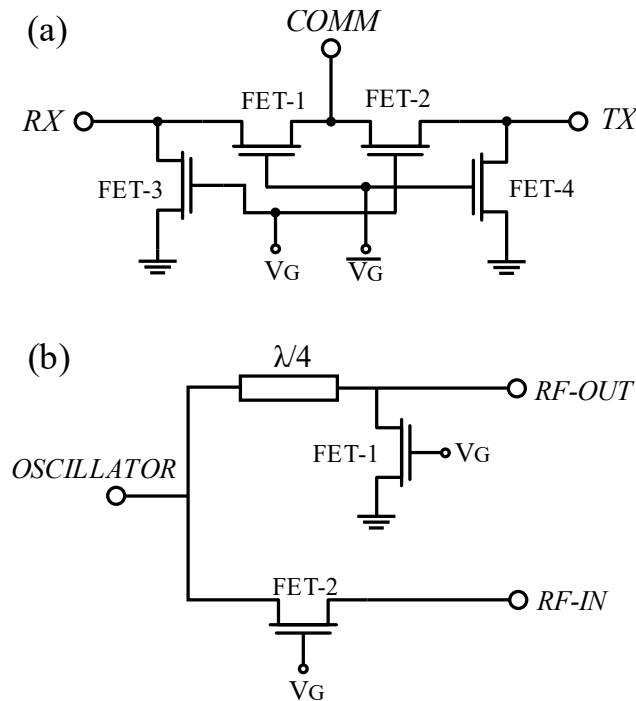 (a)
COMM
FET-1
FET-2
RX
TX
FET-3
FET-4
VG
V̅G̅
(b)
λ/4
RF-OUT
FET-1
VG
OSCILLATOR
FET-2
RF-IN
VG